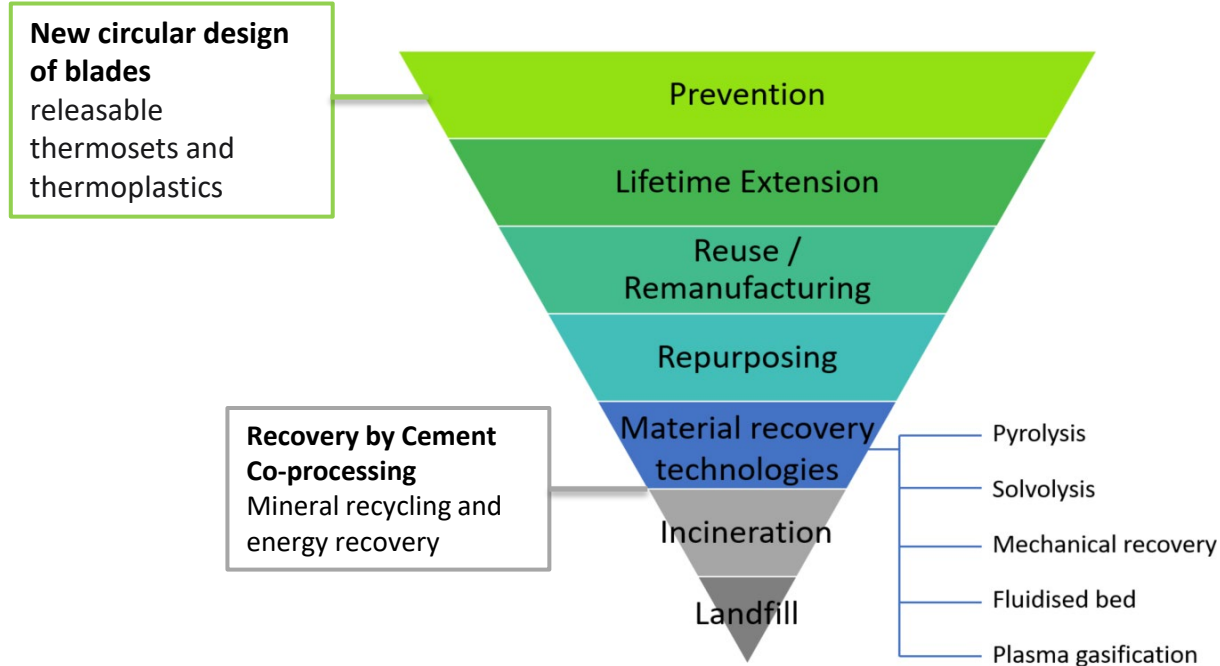 New circular design
of blades
releasable
thermosets and
thermoplastics
Prevention
Lifetime Extension
Reuse /
Remanufacturing
Repurposing
Material recovery
technologies
Incineration
Landfill
Recovery by Cement
Co-processing
Mineral recycling and
energy recovery
Pyrolysis
Solvolysis
Mechanical recovery
Fluidised bed
Plasma gasification